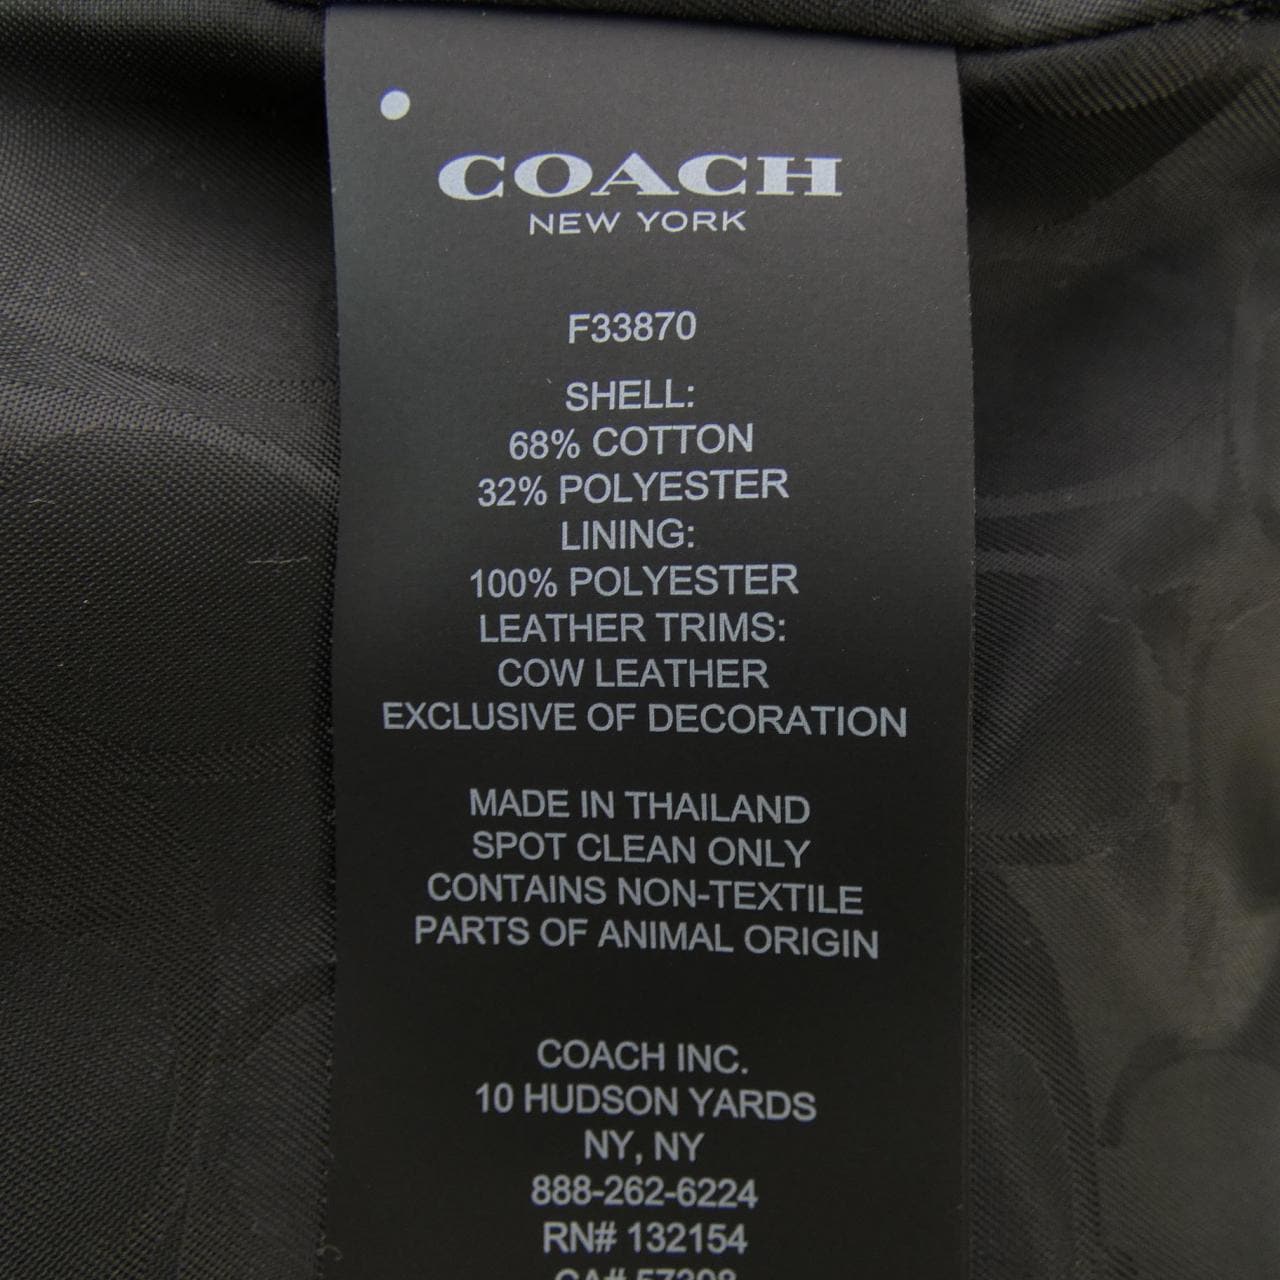 COACH
NEW YORK
F33870
SHELL:
68% COTTON
32% POLYESTER
LINING:
100% POLYESTER
LEATHER TRIMS:
COW LEATHER
EXCLUSIVE OF DECORATION
MADE IN THAILAND
SPOT CLEAN ONLY
CONTAINS NON-TEXTILE
PARTS OF ANIMAL ORIGIN
COACH INC.
10 HUDSON YARDS
NY, NY
888-262-6224
RN# 132154
CA#